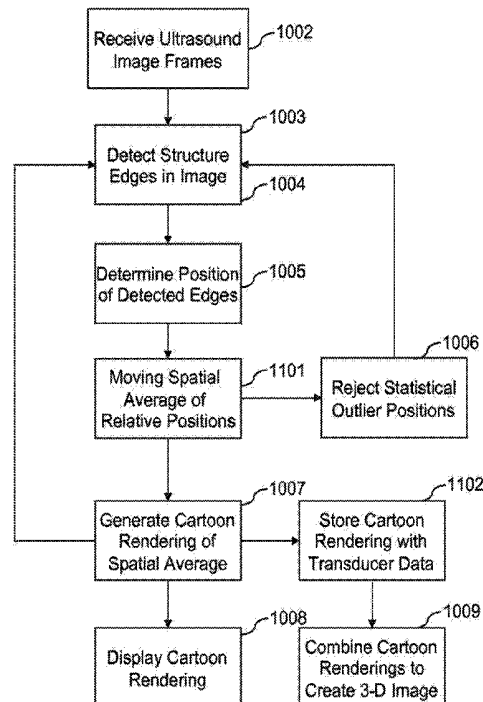 Receive Ultrasound
Image Frames
1002
1003
Detect Structure
Edges in Image
1004
Determine Position
of Detected Edges
1005
1006
Moving Spatial
Average of
Relative Positions
1101
Reject Statistical
Outlier Positions
1007
1102
Generate Cartoon
Rendering of
Spatial Average
Store Cartoon
Rendering with
Transducer Data
1008
1009
Display Cartoon
Rendering
Combine Cartoon
Renderings to
Create 3-D Image